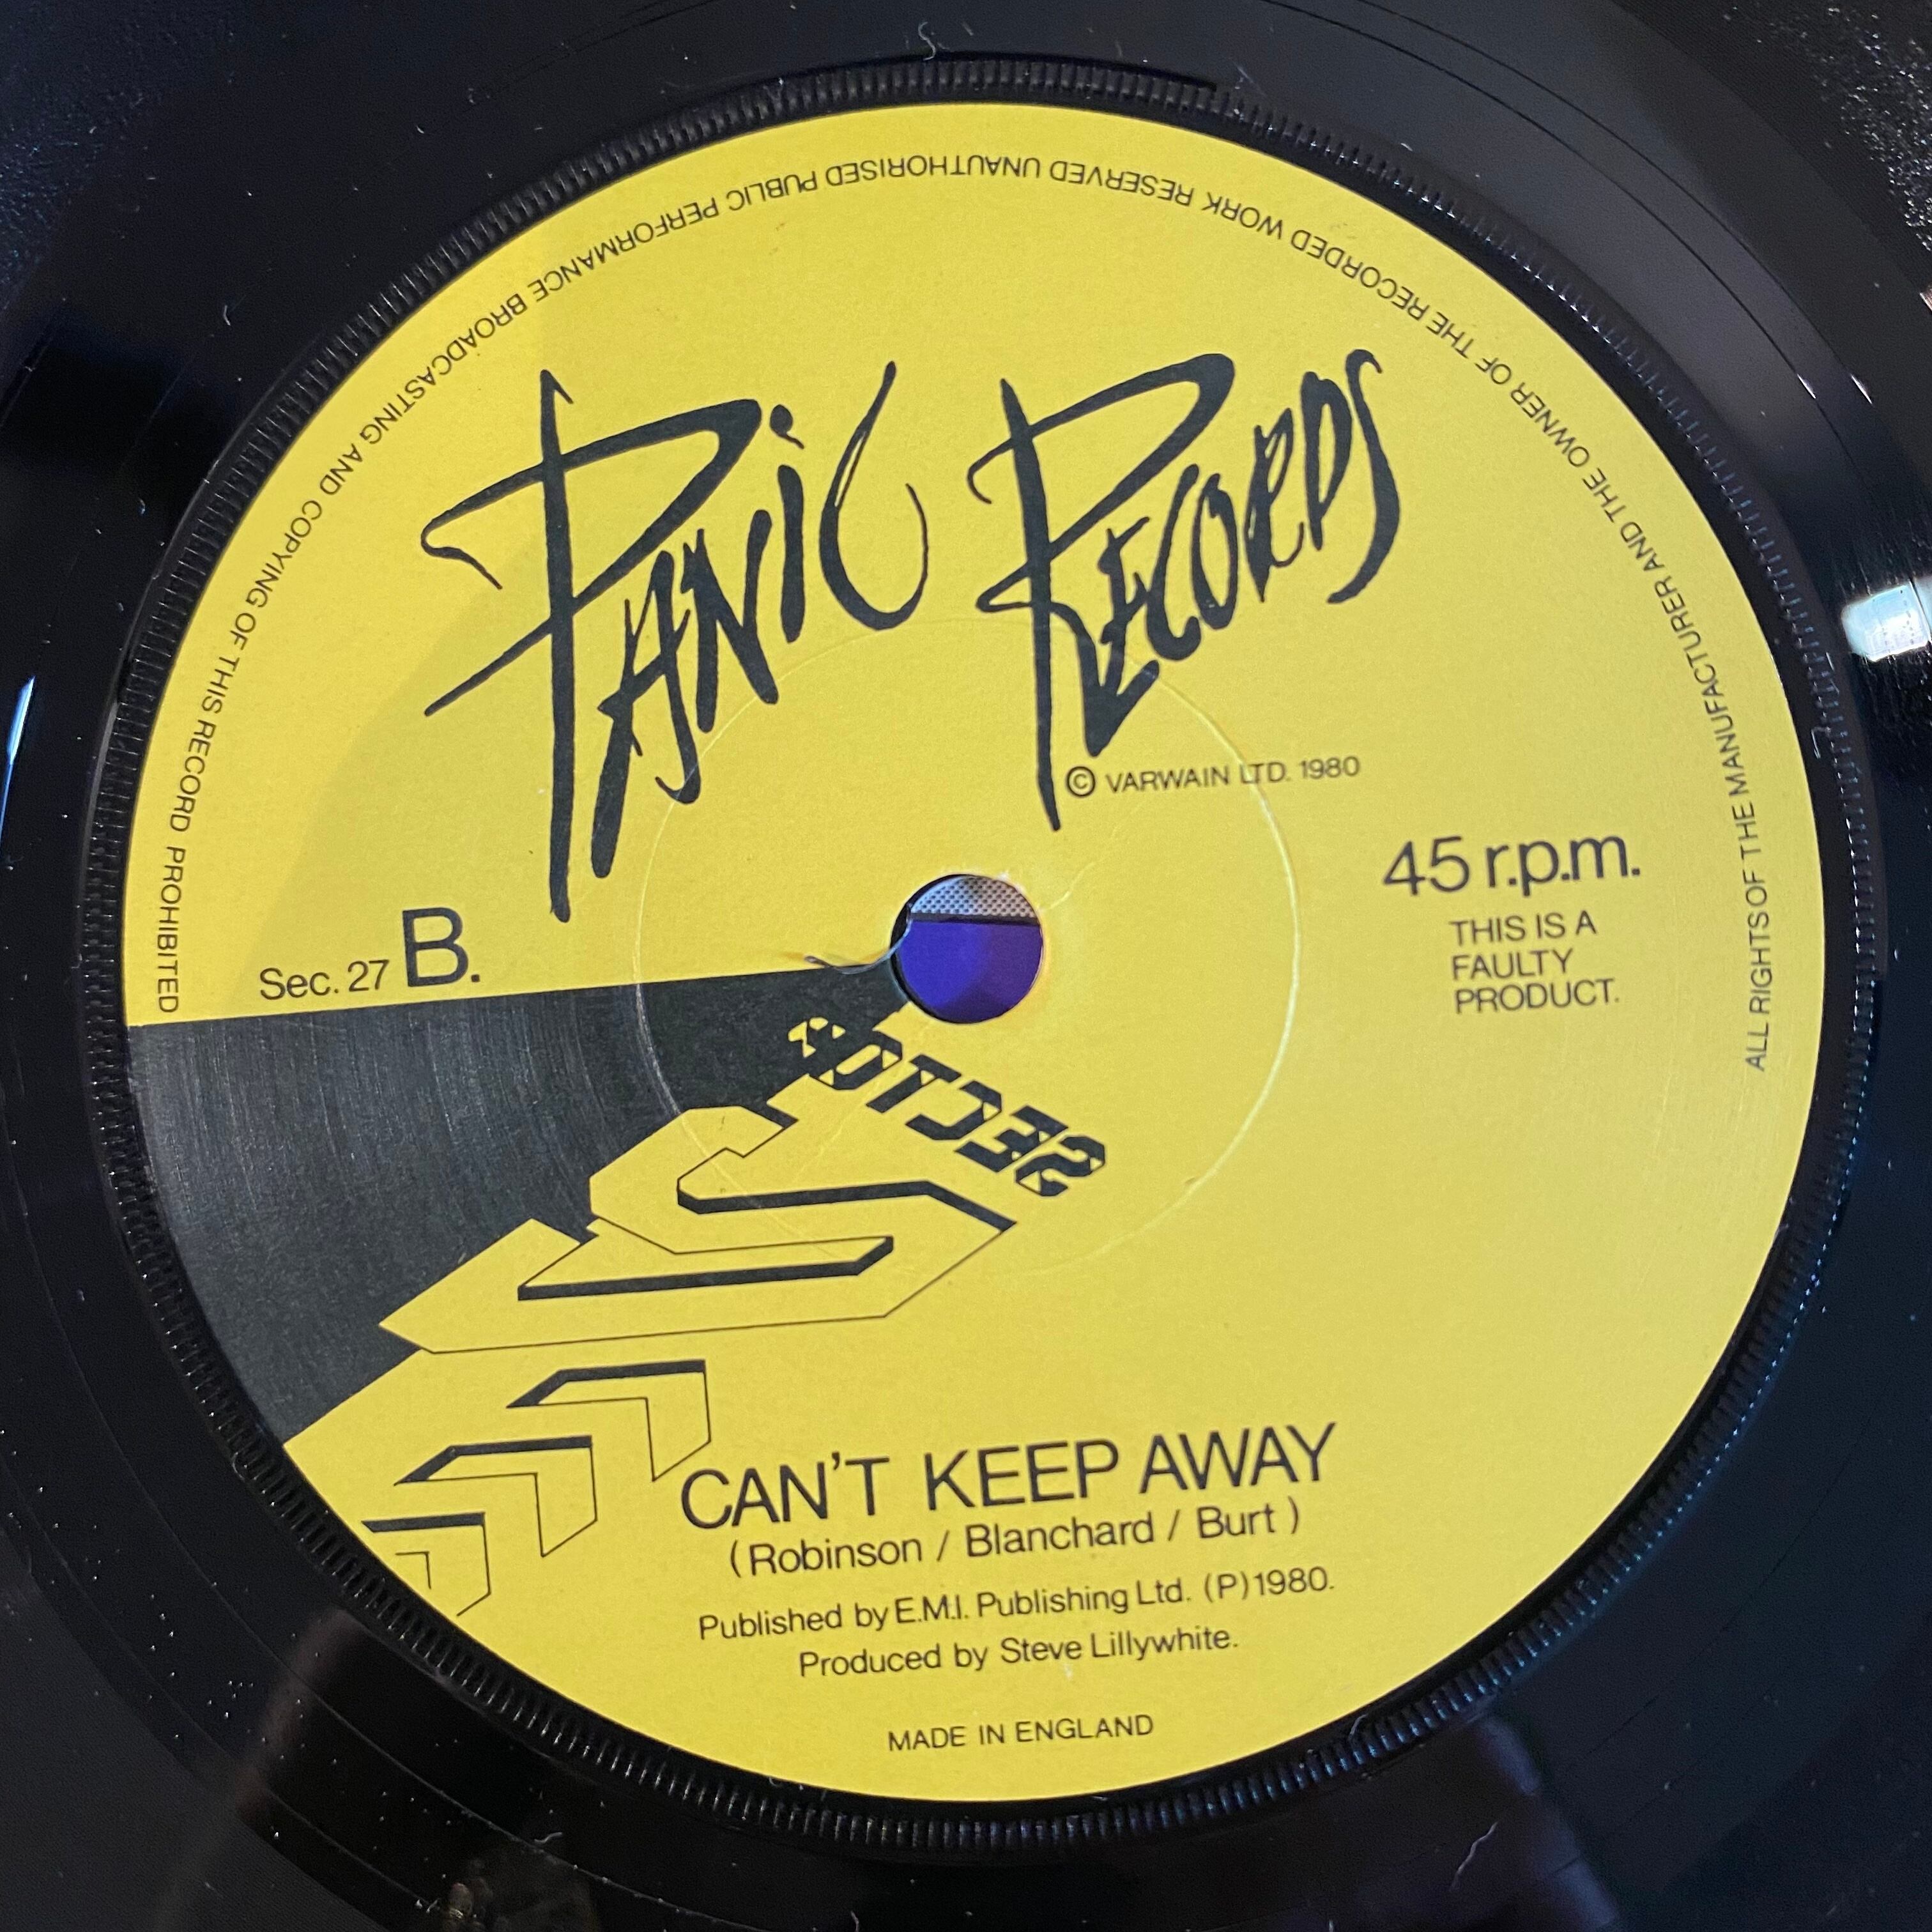 ALL RIGHTS OF THE MANUFACTURER AND THE OWNER OF THE RECORDED WORK RESERVED UNAUTHORISED PUBLIC PERFORMANCE BROADCASTING AND COPYING OF THIS RECORD PROHIBITED
PANIC RECORDS
© VARWAIN LTD. 1980
45 r.p.m.
THIS IS A
FAULTY
PRODUCT.
Sec. 27 B.
SECTOR
27
CAN'T KEEP AWAY
(Robinson / Blanchard / Burt)
Published by E.M.I. Publishing Ltd. (P) 1980.
Produced by Steve Lillywhite.
MADE IN ENGLAND